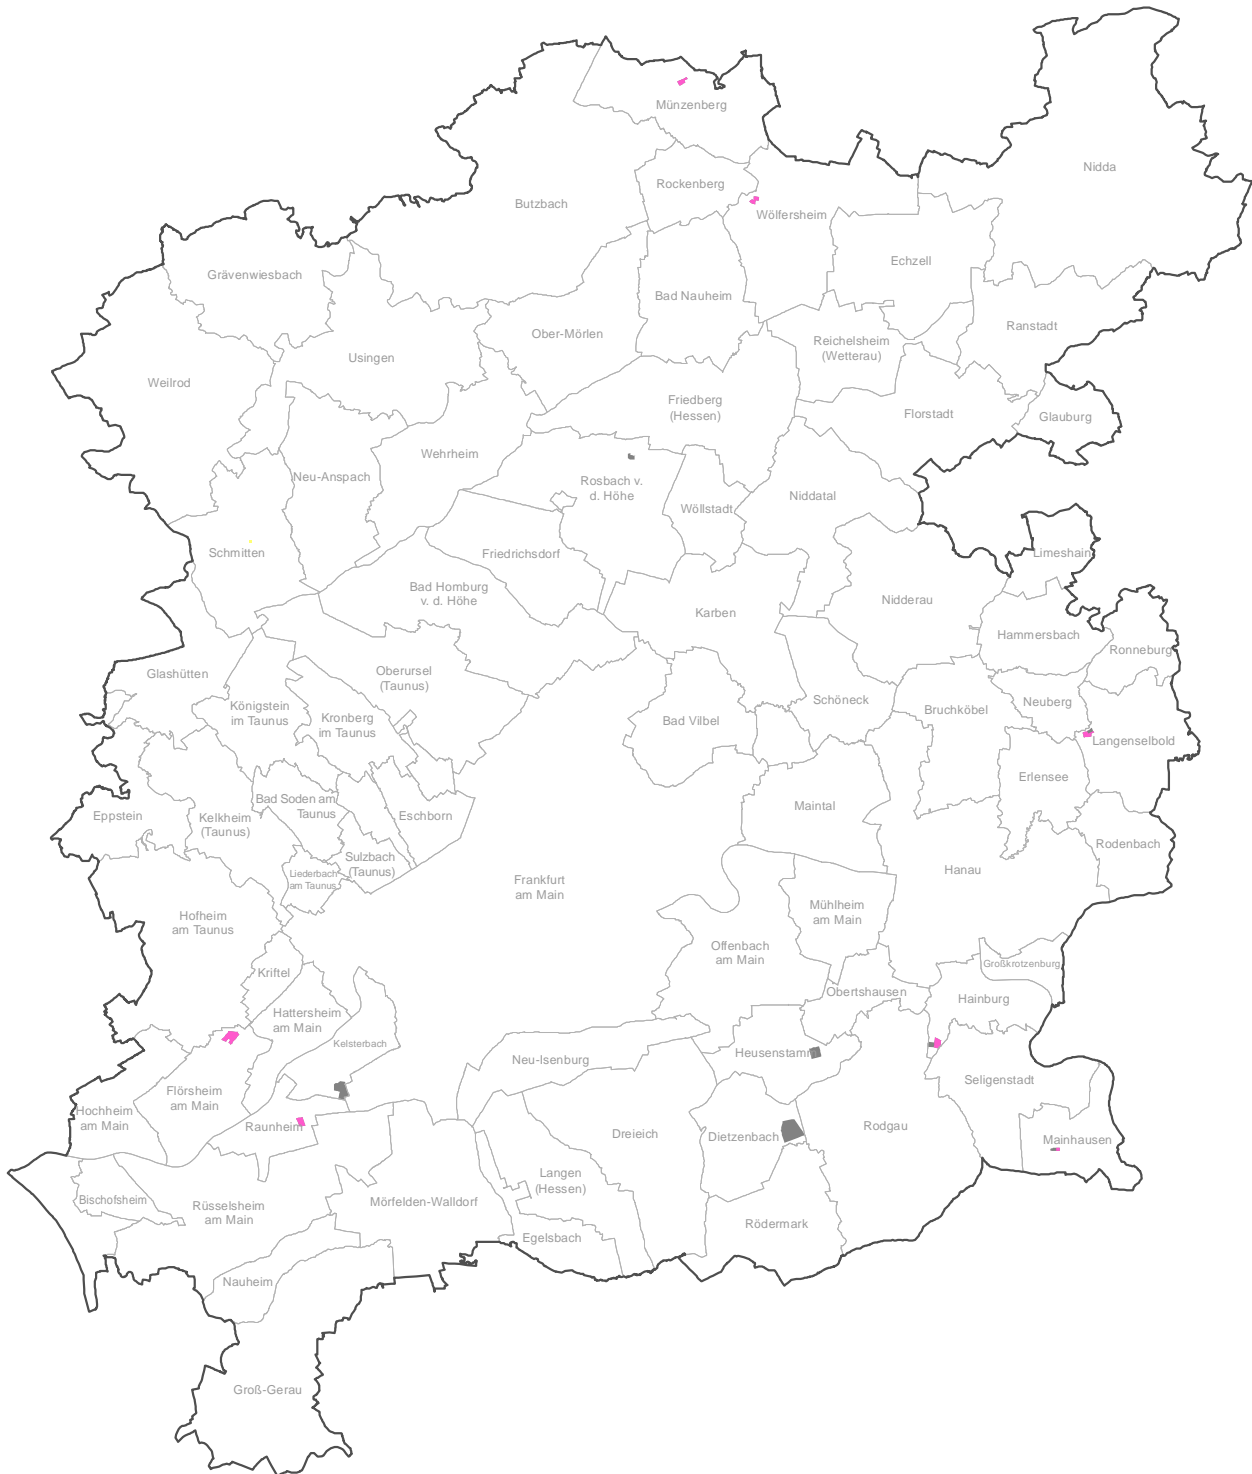 Münzenberg
Nidda
Rockenberg
Butzbach
Wölfersheim
Echzell
Grävenwiesbach
Bad Nauheim
Ranstadt
Ober-Mörlen
Reichelsheim
(Wetterau)
Usingen
Weilrod
Friedberg
(Hessen)
Florstadt
Glauburg
Wehrheim
Neu-Anspach
Rosbach v.
d. Höhe
Niddatal
Wöllstadt
Schmitten
Friedrichsdorf
Limeshain
Bad Homburg
v. d. Höhe
Nidderau
Karben
Hammersbach
Ronneburg
Glashütten
Oberursel
(Taunus)
Königstein
im Taunus
Kronberg
im Taunus
Schöneck
Neuberg
Bruchköbel
Bad Vilbel
Langenselbold
Erlensee
Bad Soden am
Taunus
Maintal
Eppstein
Kelkheim
(Taunus)
Eschborn
Rodenbach
Sulzbach
(Taunus)
Liederbach
am Taunus
Frankfurt
am Main
Hanau
Mühlheim
am Main
Hofheim
am Taunus
Offenbach
am Main
Großkrotzenburg
Kriftel
Obertshausen
Hainburg
Hattersheim
am Main
Kelsterbach
Neu-Isenburg
Heusenstamm
Seligenstadt
Flörsheim
am Main
Hochheim
am Main
Raunheim
Dreieich
Dietzenbach
Rodgau
Mainhausen
Langen
(Hessen)
Bischofsheim
Rüsselsheim
am Main
Mörfelden-Walldorf
Rödermark
Egelsbach
Nauheim
Groß-Gerau